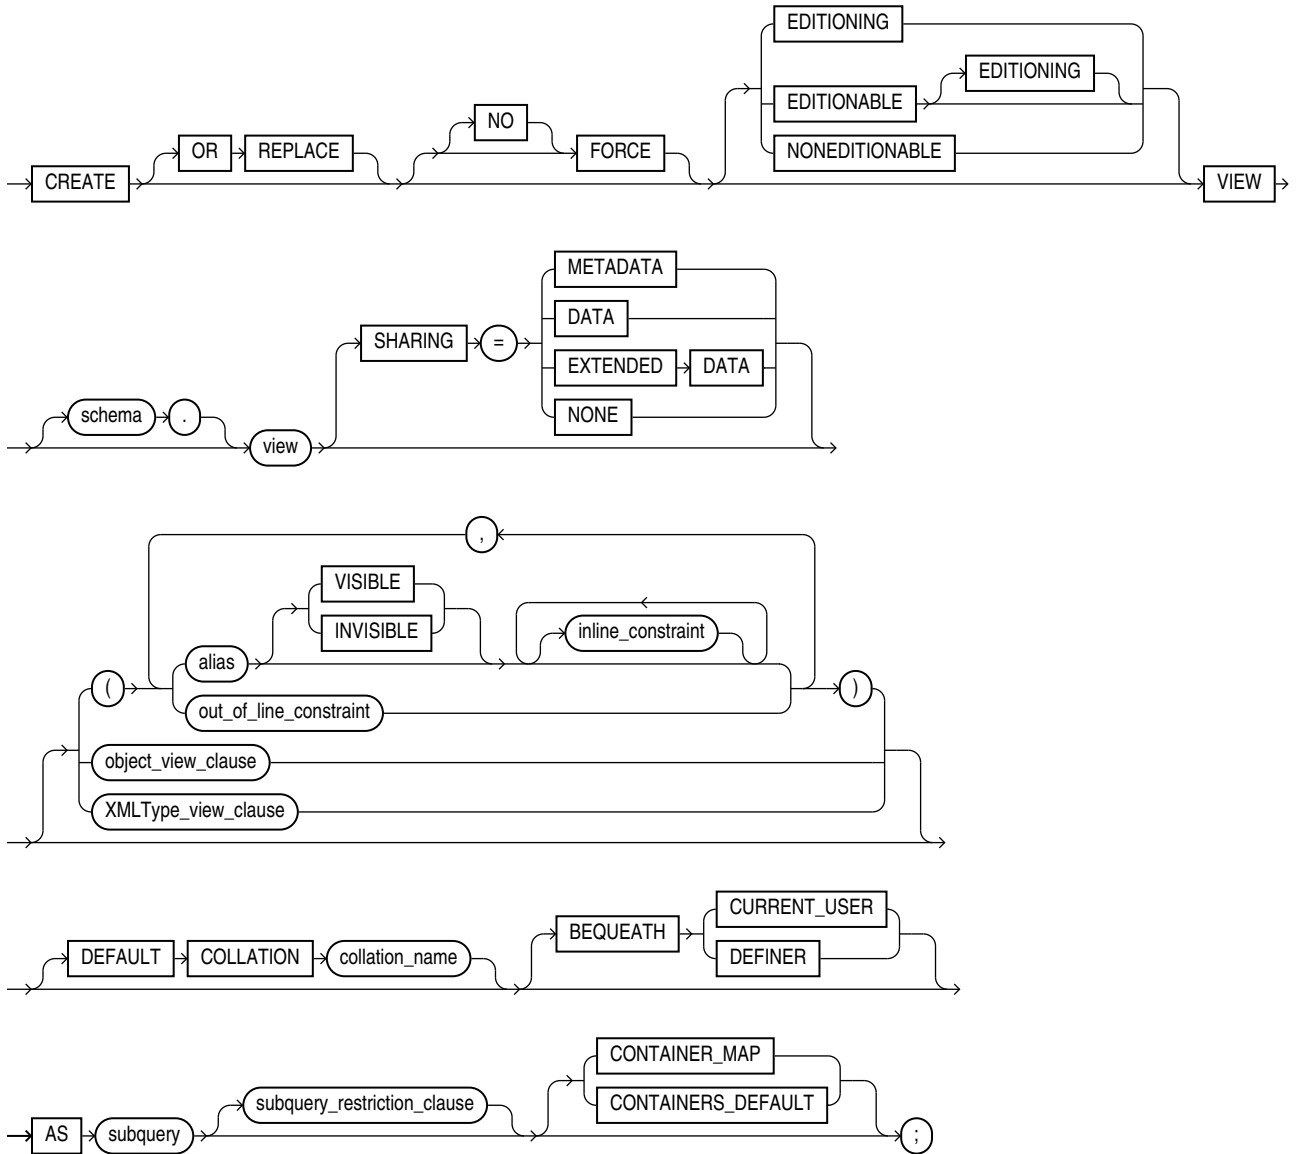 EDITIONING
EDITIONING
EDITIONABLE
NO
OR REPLACE FORCE NONEDITIONABLE
CREATE VIEW
METADATA
DATA
SHARING =
EXTENDED DATA
schema . NONE
view
,
VISIBLE
INVISIBLE inline_constraint
alias
( )
out_of_line_constraint
object_view_clause
XMLType_view_clause
CURRENT_USER
BEQUEATH
DEFAULT COLLATION collation_name DEFINER
CONTAINER_MAP
subquery_restriction_clause CONTAINERS_DEFAULT
AS subquery ;